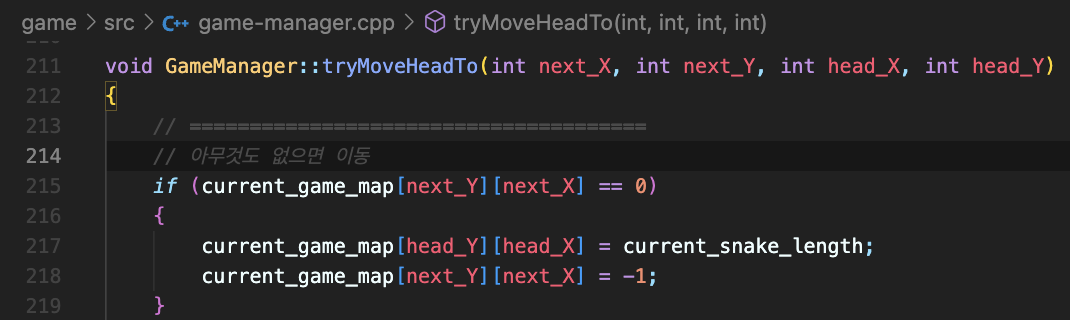 game > src > C++ game-manager.cpp > tryMoveHeadTo(int, int, int, int)
211 void GameManager::tryMoveHeadTo(int next_X, int next_Y, int head_X, int head_Y)
212 {
213 // ======================================
214 // 아무것도 없으면 이동
215 if (current_game_map[next_Y][next_X] == 0)
216 {
217 current_game_map[head_Y][head_X] = current_snake_length;
218 current_game_map[next_Y][next_X] = -1;
219 }